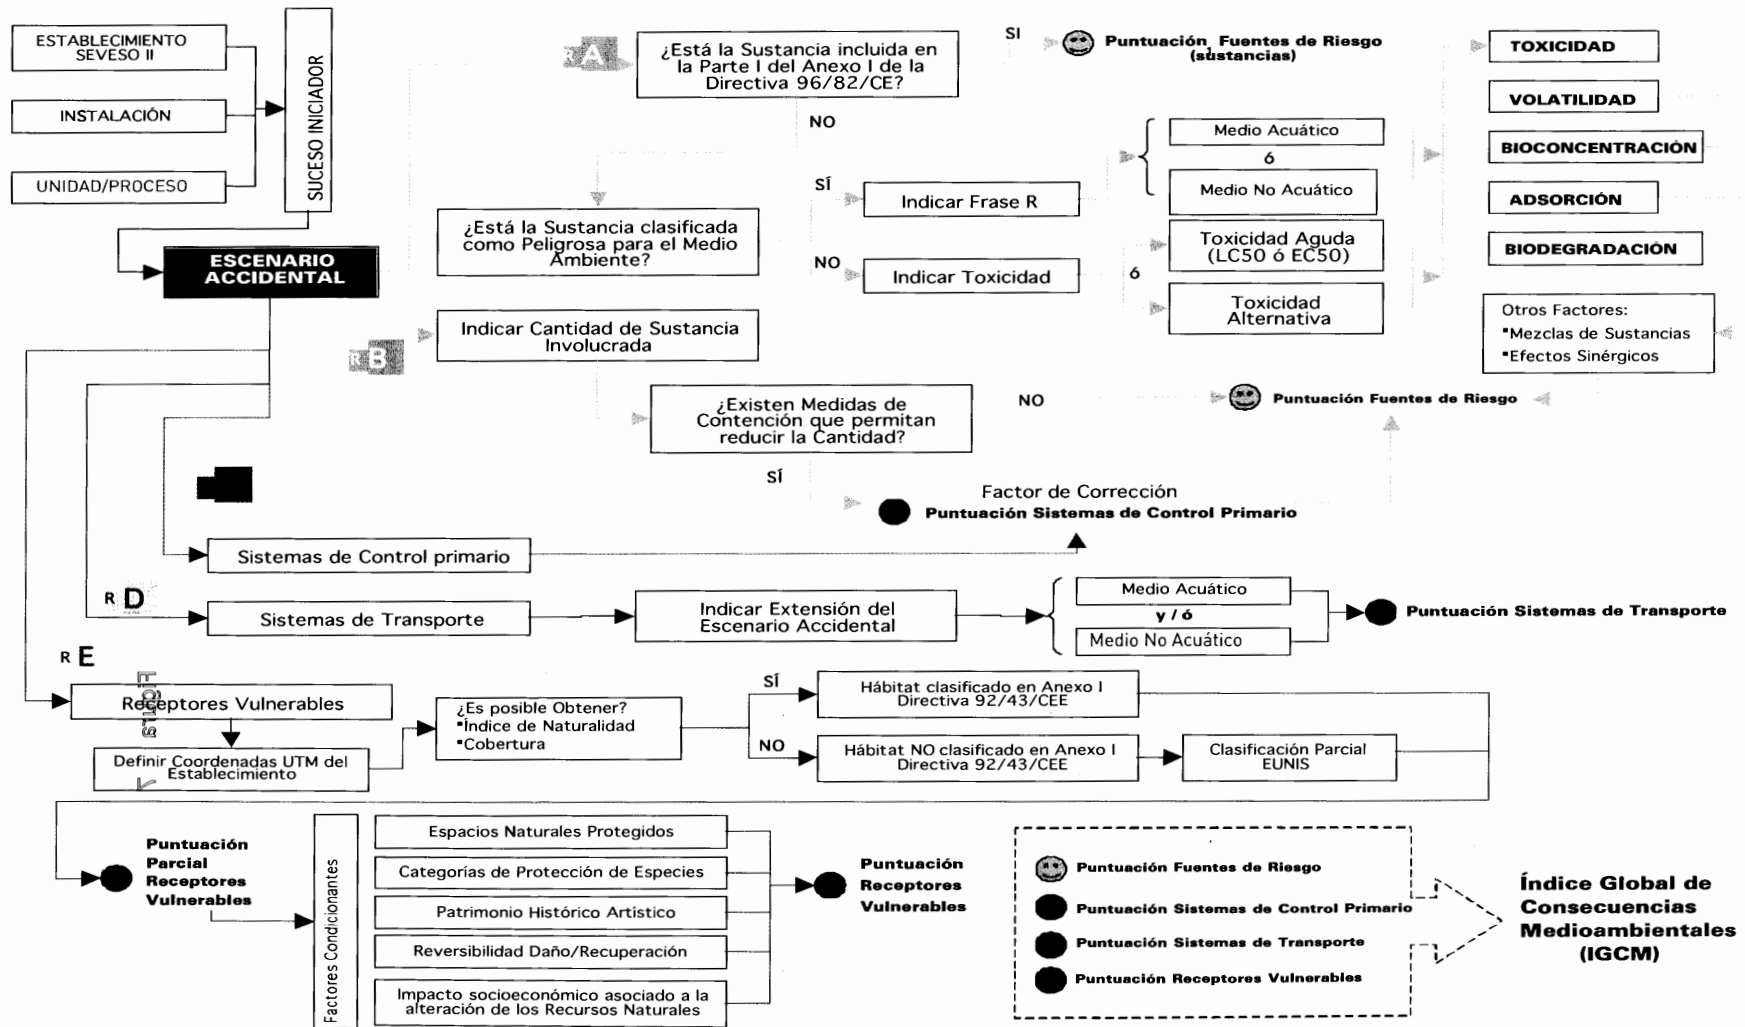 ESTABLECIMIENTO
SEVESO II
INSTALACIÓN
UNIDAD/PROCESO
SUCESO INICIADOR
ESCENARIO
ACCIDENTAL
R A
¿Está la Sustancia incluida en
la Parte I del Anexo I de la
Directiva 96/82/CE?
SI
Puntuación Fuentes de Riesgo
(sustancias)
NO
¿Está la Sustancia clasificada
como Peligrosa para el Medio
Ambiente?
SÍ
Indicar Frase R
NO
Indicar Toxicidad
Medio Acuático
ó
Medio No Acuático
ó
Toxicidad Aguda
(LC50 ó EC50)
Toxicidad
Alternativa
TOXICIDAD
VOLATILIDAD
BIOCONCENTRACIÓN
ADSORCIÓN
BIODEGRADACIÓN
Otros Factores:
▪Mezclas de Sustancias
▪Efectos Sinérgicos
R B
Indicar Cantidad de Sustancia
Involucrada
¿Existen Medidas de
Contención que permitan
reducir la Cantidad?
NO
Puntuación Fuentes de Riesgo
SÍ
Factor de Corrección
Puntuación Sistemas de Control Primario
Sistemas de Control primario
R D
Sistemas de Transporte
Indicar Extensión del
Escenario Accidental
Medio Acuático
y / ó
Medio No Acuático
Puntuación Sistemas de Transporte
R E
Receptores Vulnerables
Definir Coordenadas UTM del
Establecimiento
¿Es posible Obtener?
▪Índice de Naturalidad
▪Cobertura
SÍ
Hábitat clasificado en Anexo I
Directiva 92/43/CEE
NO
Hábitat NO clasificado en Anexo I
Directiva 92/43/CEE
Clasificación Parcial
EUNIS
Puntuación
Parcial
Receptores
Vulnerables
Factores Condicionantes
Espacios Naturales Protegidos
Categorías de Protección de Especies
Patrimonio Histórico Artístico
Reversibilidad Daño/Recuperación
Impacto socioeconómico asociado a la
alteración de los Recursos Naturales
Puntuación
Receptores
Vulnerables
Puntuación Fuentes de Riesgo
Puntuación Sistemas de Control Primario
Puntuación Sistemas de Transporte
Puntuación Receptores Vulnerables
Índice Global de
Consecuencias
Medioambientales
(IGCM)